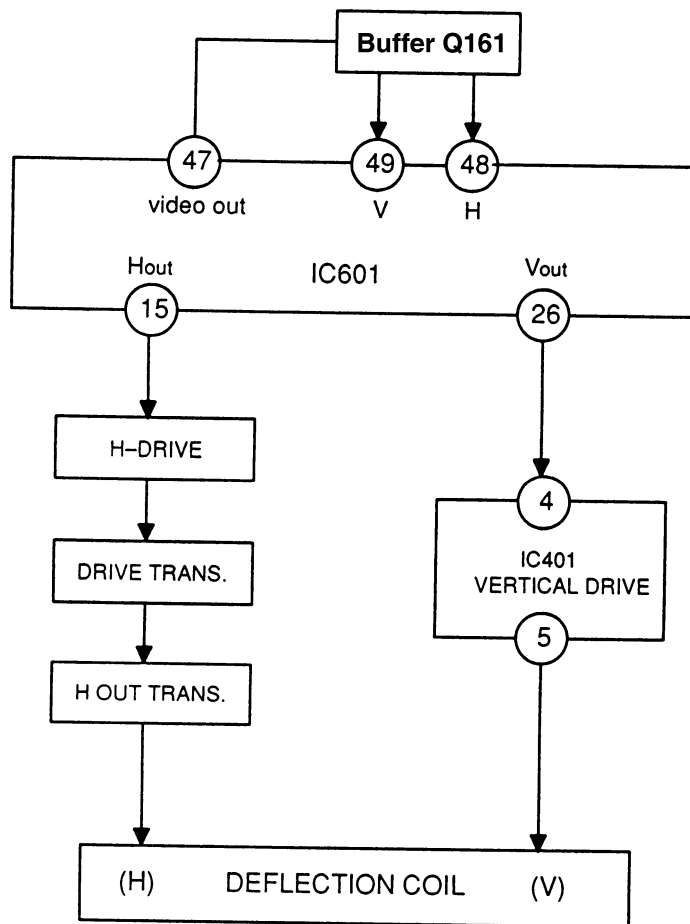 Buffer Q161
47
49
48
video out
V
H
Hout
IC601
Vout
15
26
H–DRIVE
4
DRIVE TRANS.
IC401
VERTICAL DRIVE
5
H OUT TRANS.
(H)
DEFLECTION COIL
(V)